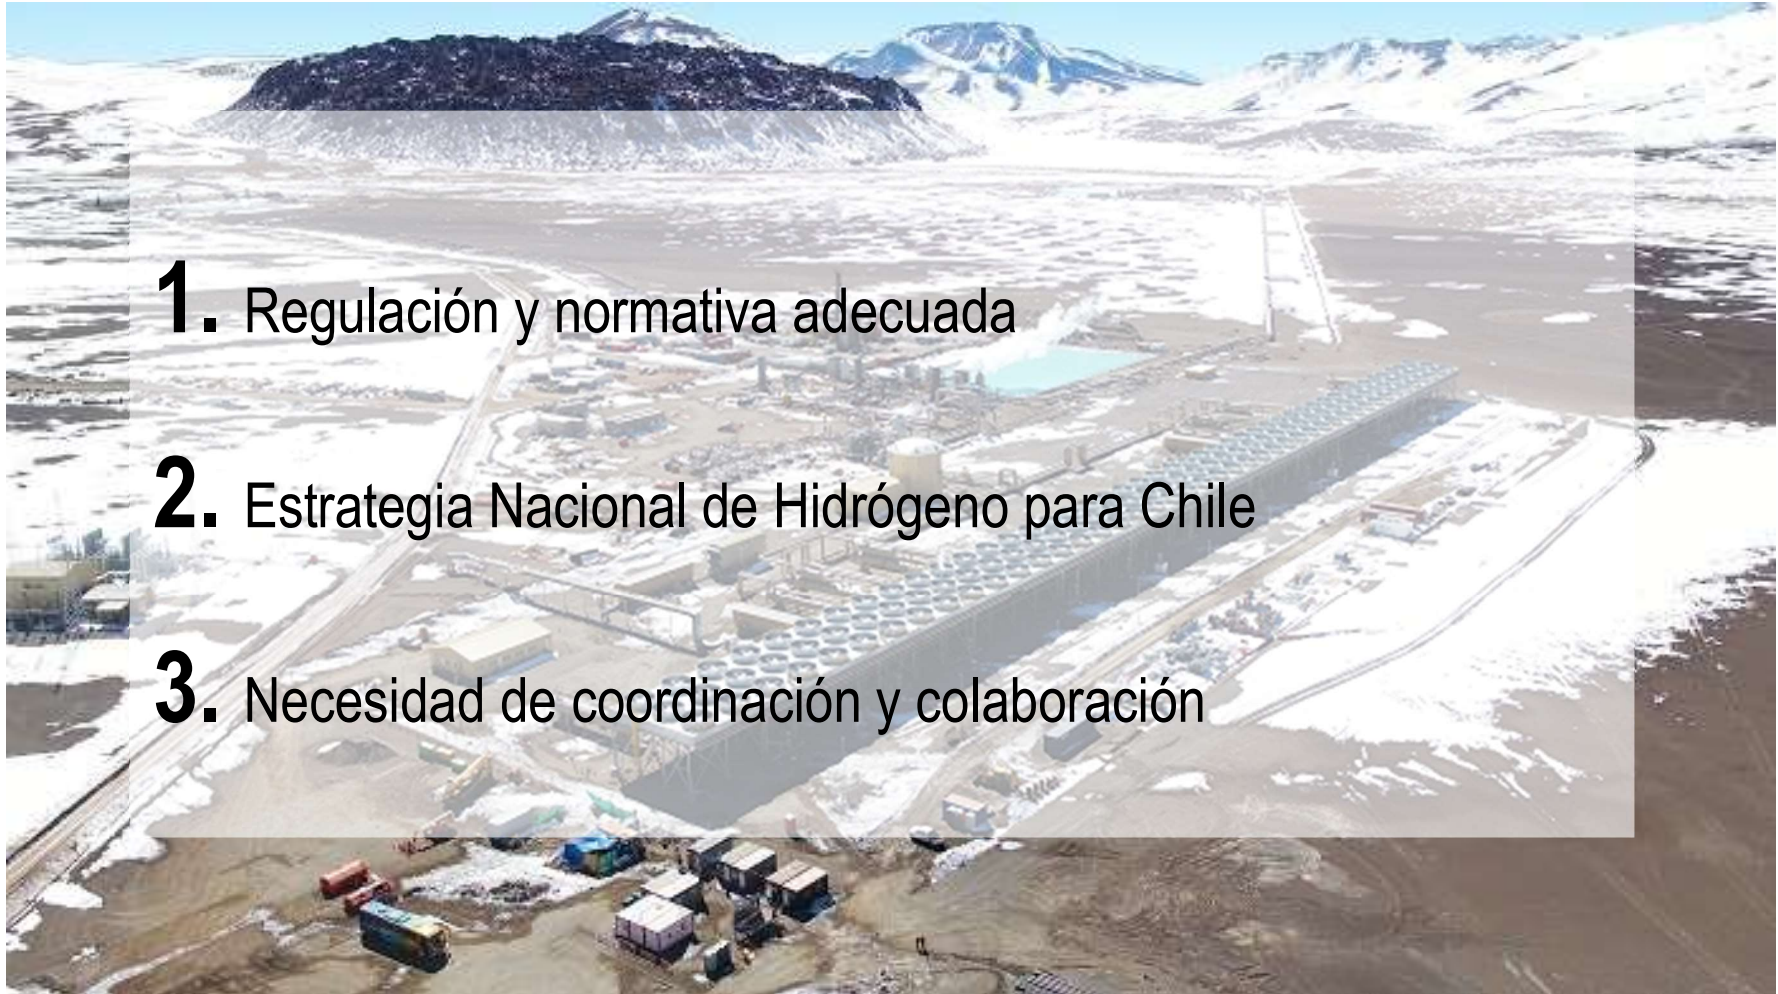 1. Regulación y normativa adecuada
2. Estrategia Nacional de Hidrógeno para Chile
3. Necesidad de coordinación y colaboración